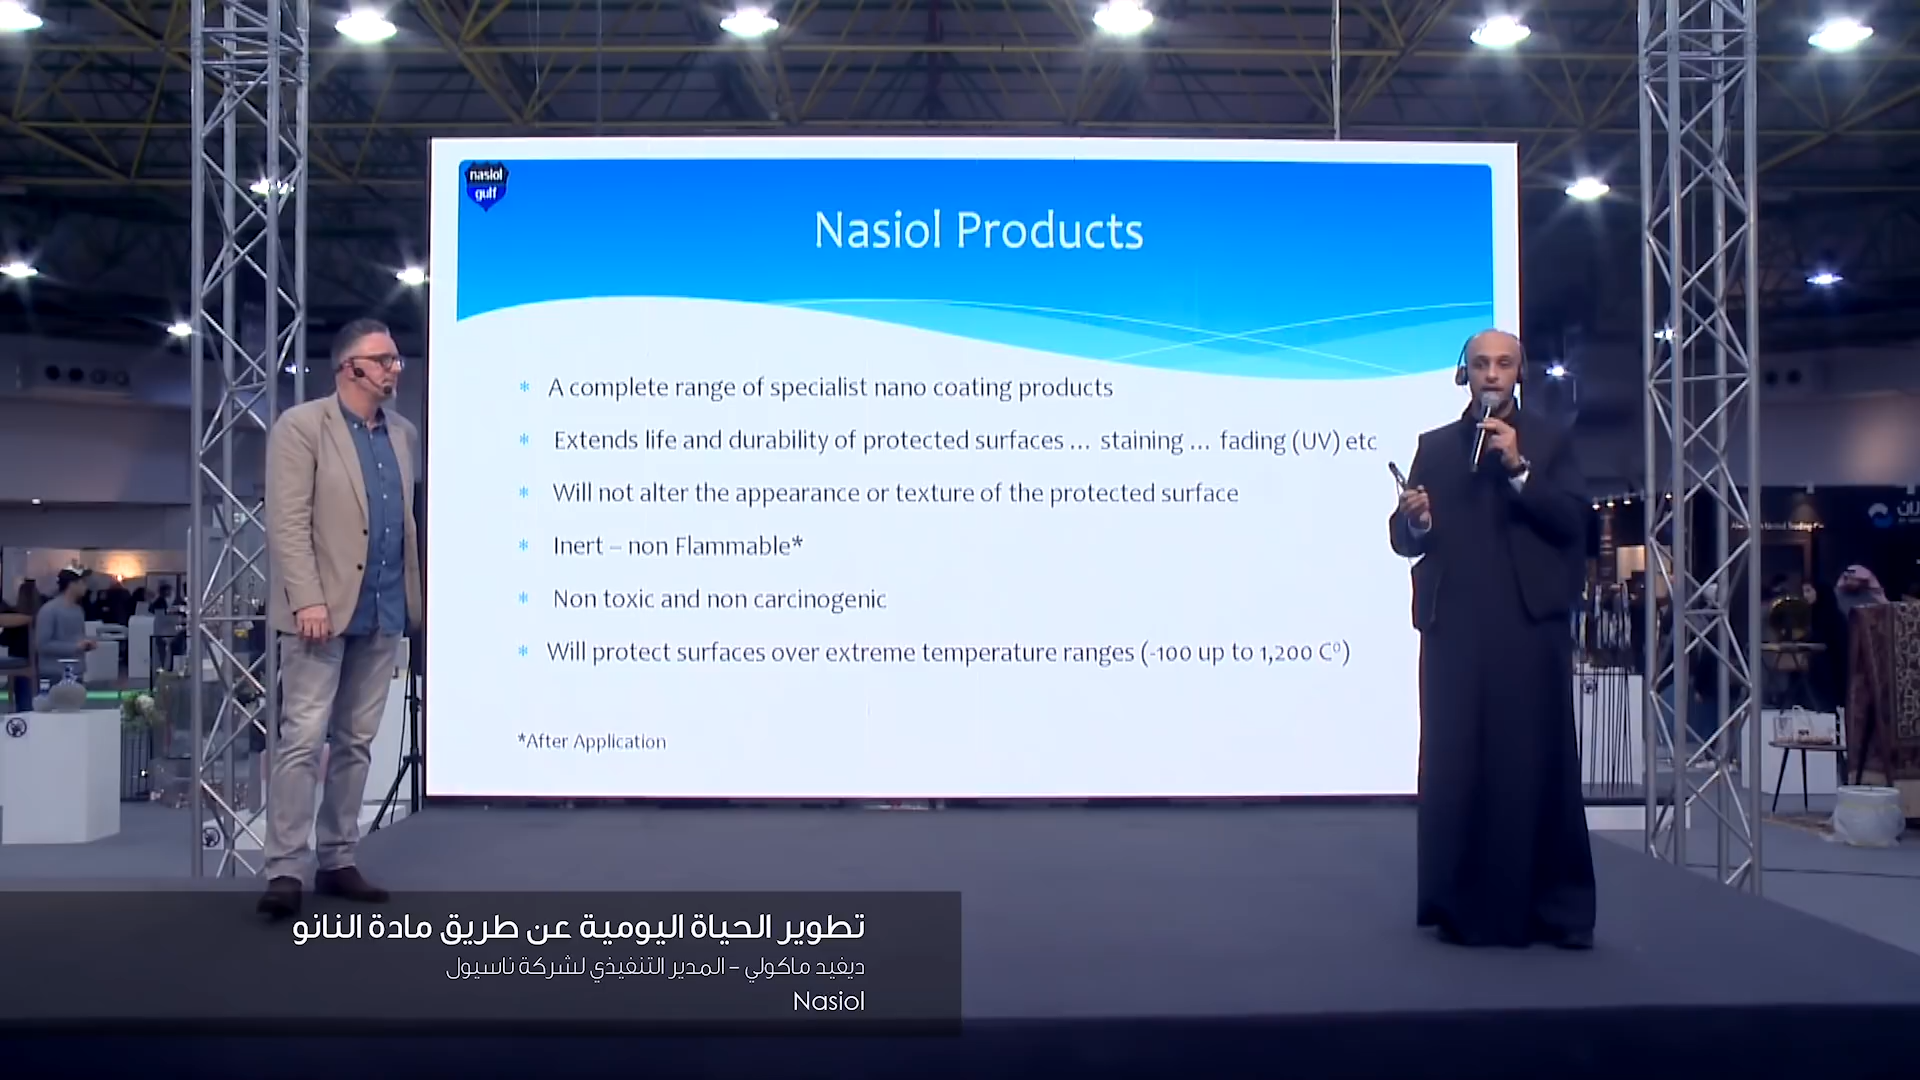 nasiol
gulf
Nasiol Products
* A complete range of specialist nano coating products
* Extends life and durability of protected surfaces ... staining ... fading (UV) etc
* Will not alter the appearance or texture of the protected surface
* Inert – non Flammable*
* Non toxic and non carcinogenic
* Will protect surfaces over extreme temperature ranges (-100 up to 1,200 C⁰)
*After Application
تطوير الحياة اليومية عن طريق مادة النانو
ديفيد ماكولي – المدير التنفيذي لشركة ناسيول
Nasiol